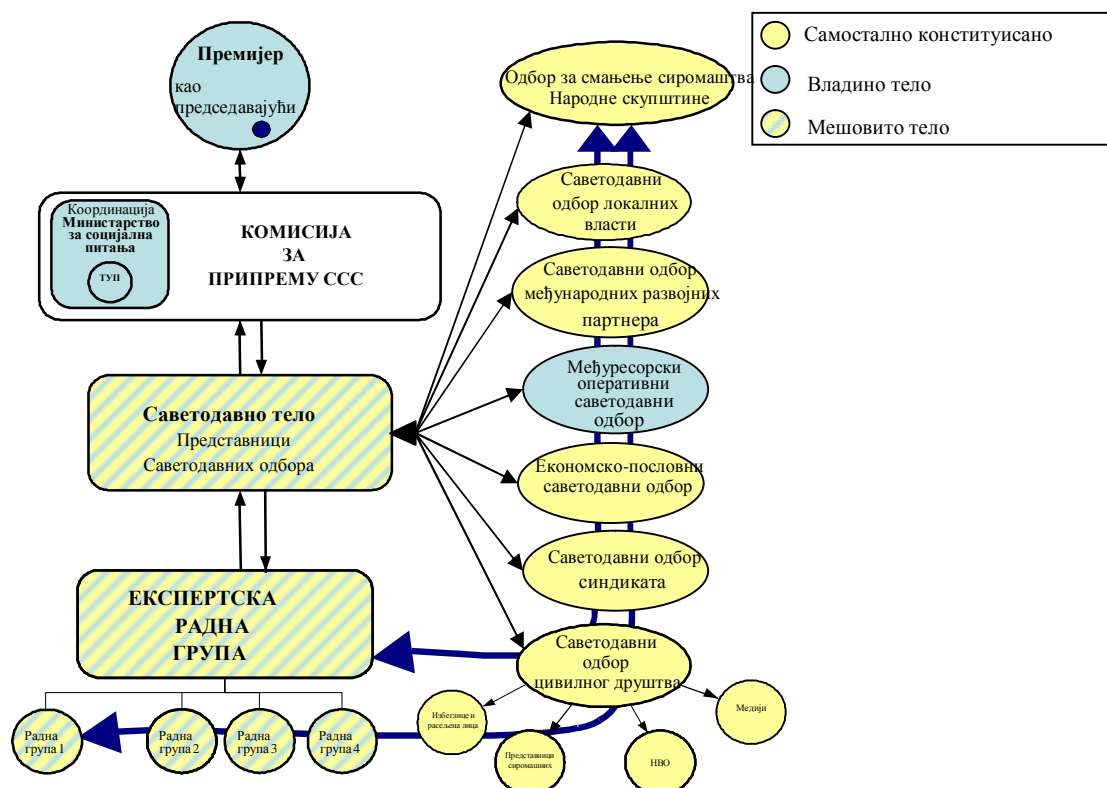 Премијер
као
председавајући
Координација
Министарство
за социјална
питања
ТУП
КОМИСИЈА
ЗА
ПРИПРЕМУ ССС
Саветодавно тело
Представници
Саветодавних одбора
ЕКСПЕРТСКА
РАДНА
ГРУПА
Радна
група 1
Радна
група 2
Радна
група 3
Радна
група 4
Одбор за смањење сиромаштва
Народне скупштине
Саветодавни
одбор локалних
власти
Саветодавни одбор
међународних развојних
партнера
Међуресорски
оперативни
саветодавни
одбор
Економско-пословни
саветодавни одбор
Саветодавни одбор
синдиката
Саветодавни
одбор
цивилног друштва
Избеглице и
расељена лица
Представници
сиромашних
НВО
Медији
Самостално конституисано
Владино тело
Мешовито тело